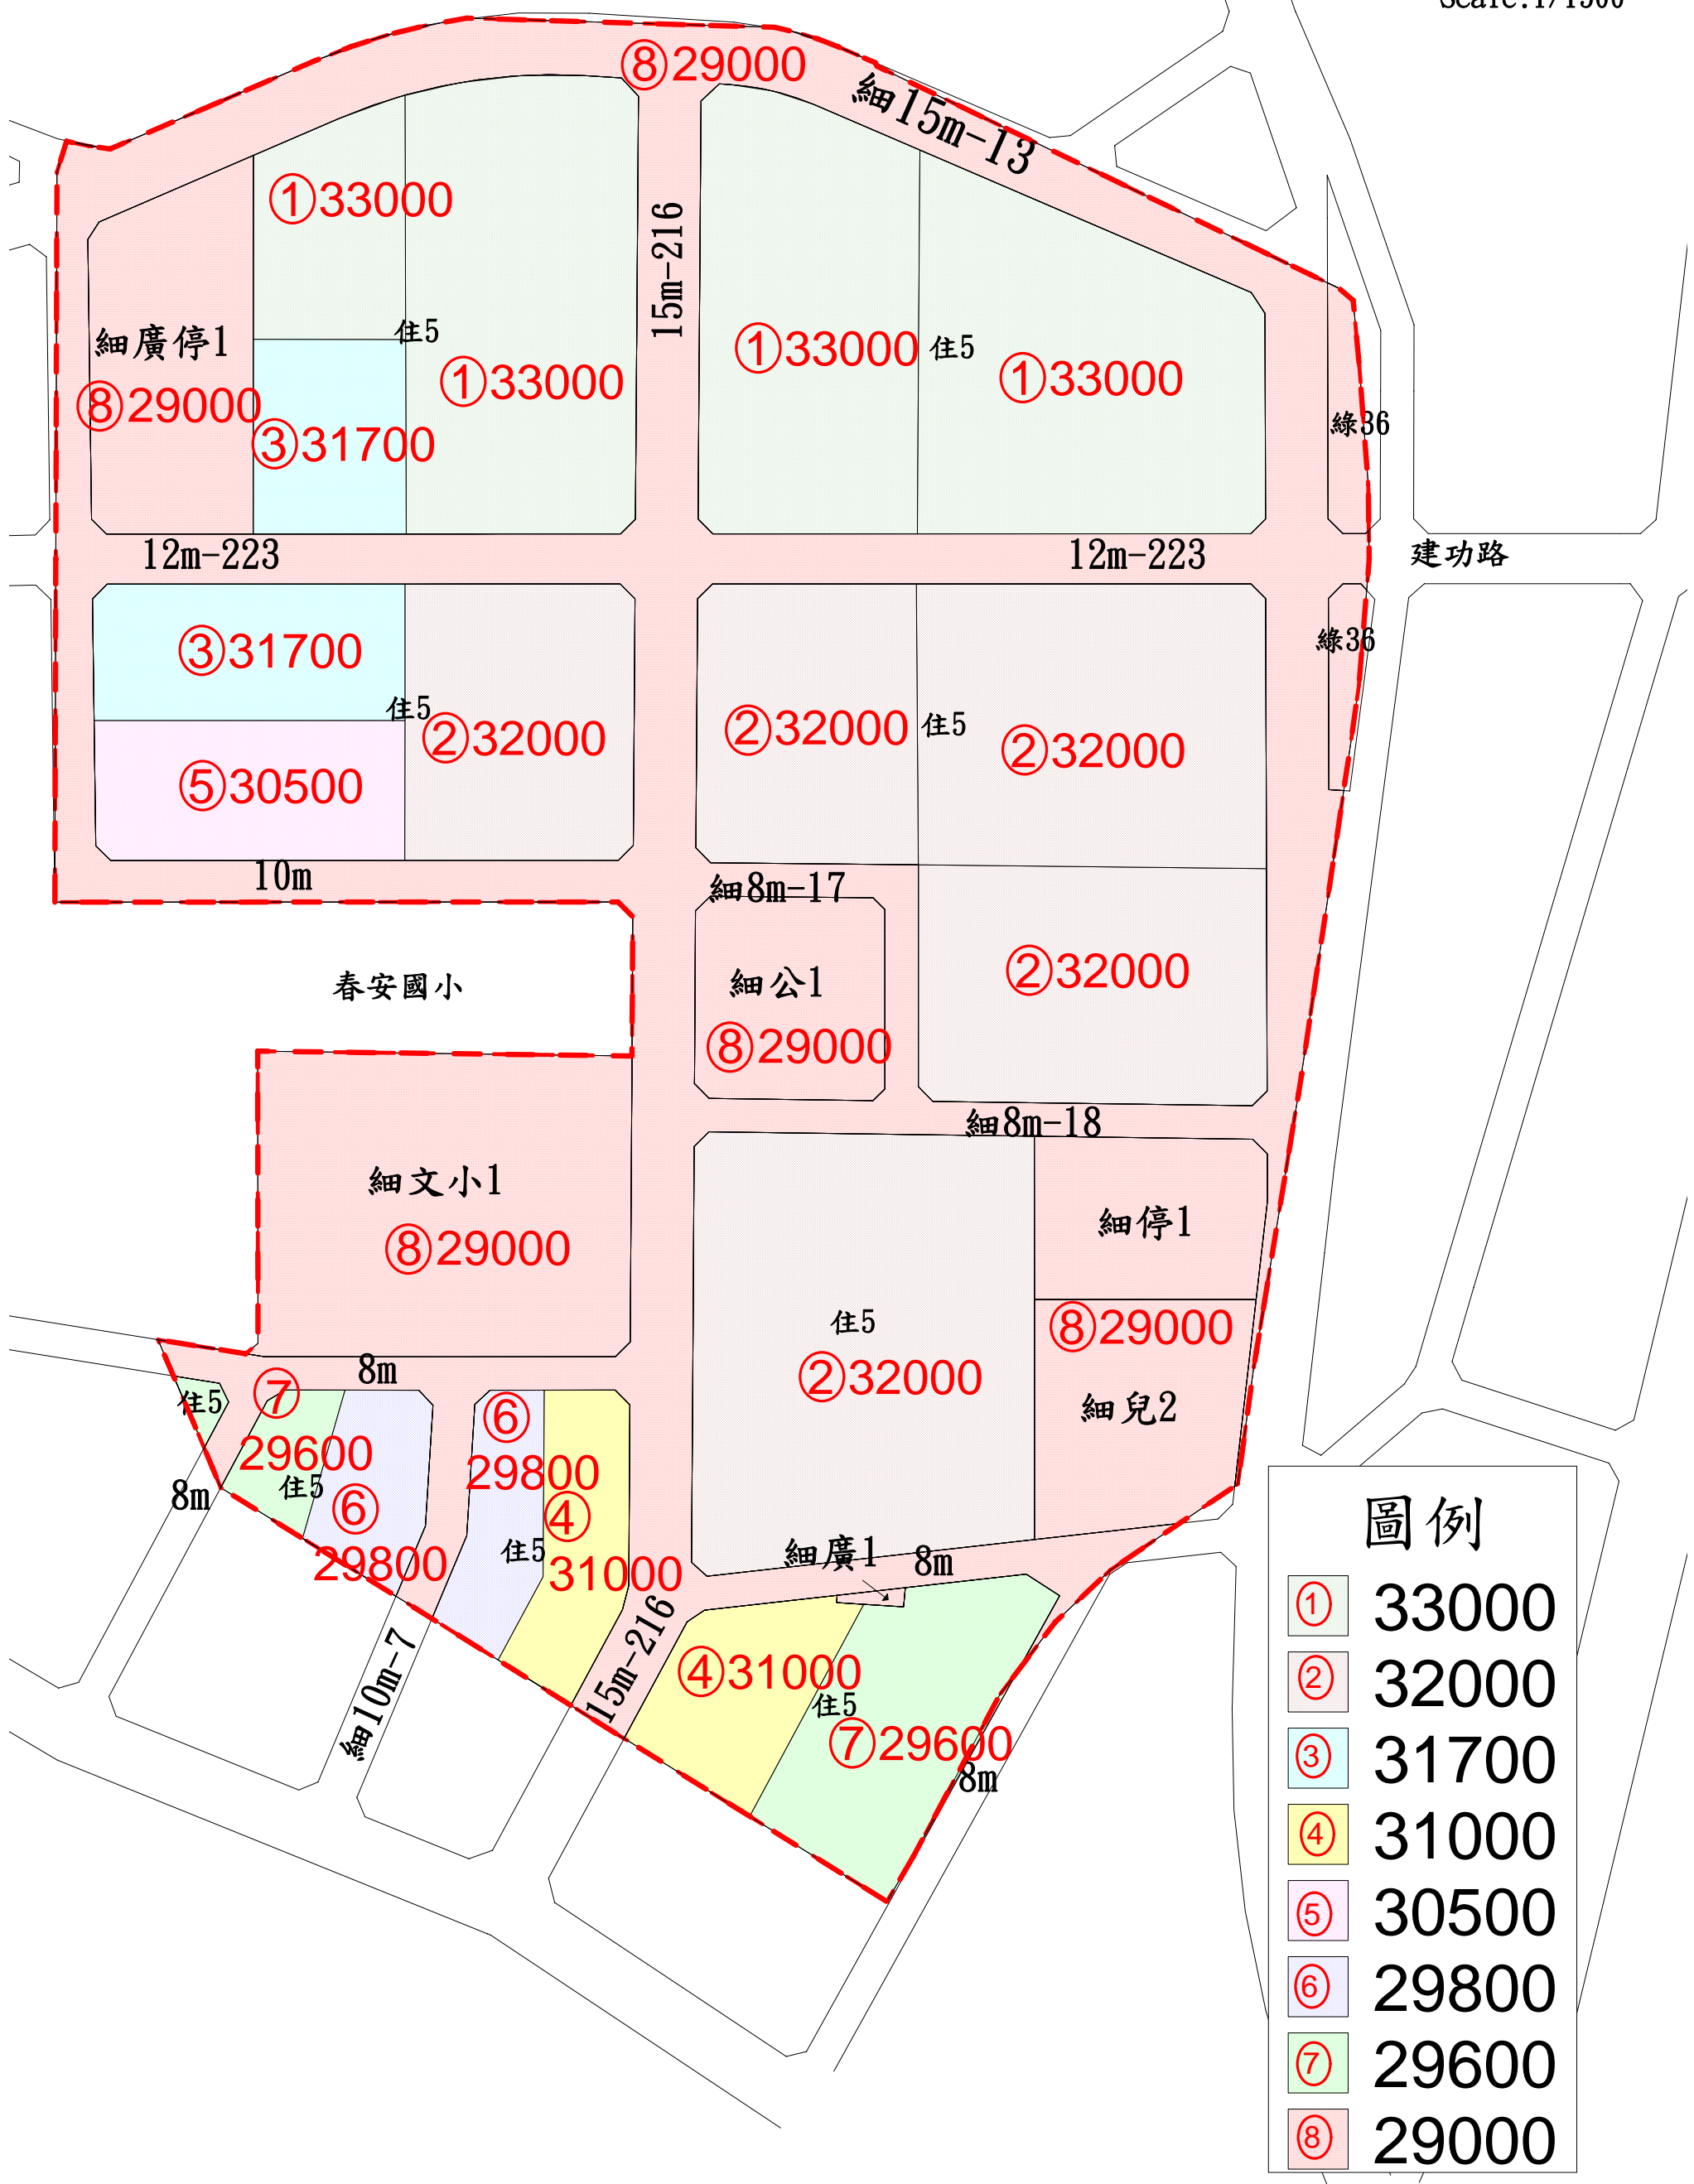 Scale:1/1500
⑧29000
細15m-13
①33000
15m-216
住5
細廣停1
①33000
①33000
住5
①33000
⑧29000
③31700
綠36
12m-223
12m-223
建功路
③31700
綠36
住5
②32000
②32000
住5
②32000
⑤30500
10m
細8m-17
春安國小
細公1
②32000
⑧29000
細8m-18
細文小1
⑧29000
細停1
住5
⑧29000
②32000
8m
細兒2
住5
⑦
29600
住5
⑥
29800
8m
⑥
29800
④
31000
住5
細廣1
8m
15m-216
細10m-7
④31000
住5
⑦29600
8m
圖例
① 33000
② 32000
③ 31700
④ 31000
⑤ 30500
⑥ 29800
⑦ 29600
⑧ 29000